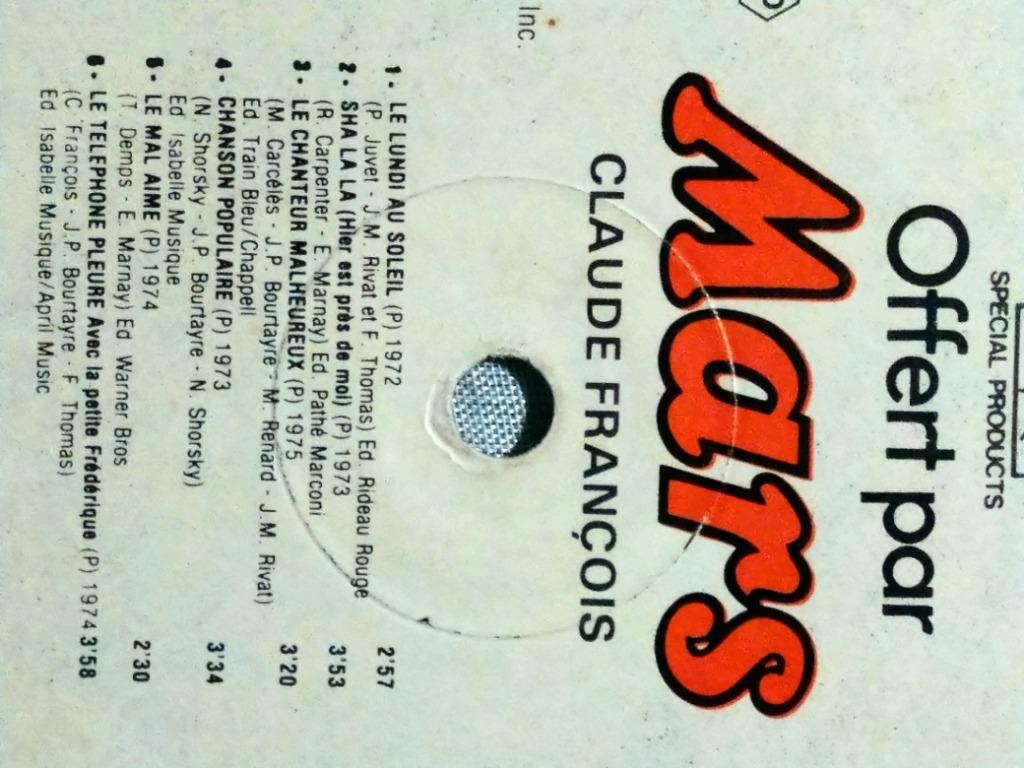 SPECIAL PRODUCTS
Offert par
Mars
Inc.
CLAUDE FRANÇOIS
1 - LE LUNDI AU SOLEIL (P) 1972 2'57
(P. Juvet - J.M. Rivat et F. Thomas) Ed. Rideau Rouge
2 - SHA LA LA (Hier est près de moi) (P) 1973 3'53
(R. Carpenter - E. Marnay) Ed. Pathé Marconi
3 - LE CHANTEUR MALHEUREUX (P) 1975 3'20
(M. Carcélès - J.P. Bourtayre - M. Renard - J.M. Rivat)
Ed. Train Bleu/Chappell
4 - CHANSON POPULAIRE (P) 1973 3'34
(N. Shorsky - J.P. Bourtayre - N. Shorsky)
Ed Isabelle Musique
5 - LE MAL AIME (P) 1974 2'30
(T. Demps - E. Marnay) Ed Warner Bros
6 - LE TELEPHONE PLEURE Avec la petite Frédérique (P) 1974 3'58
(C. François - J.P. Bourtayre - F Thomas)
Ed Isabelle Musique/April Music